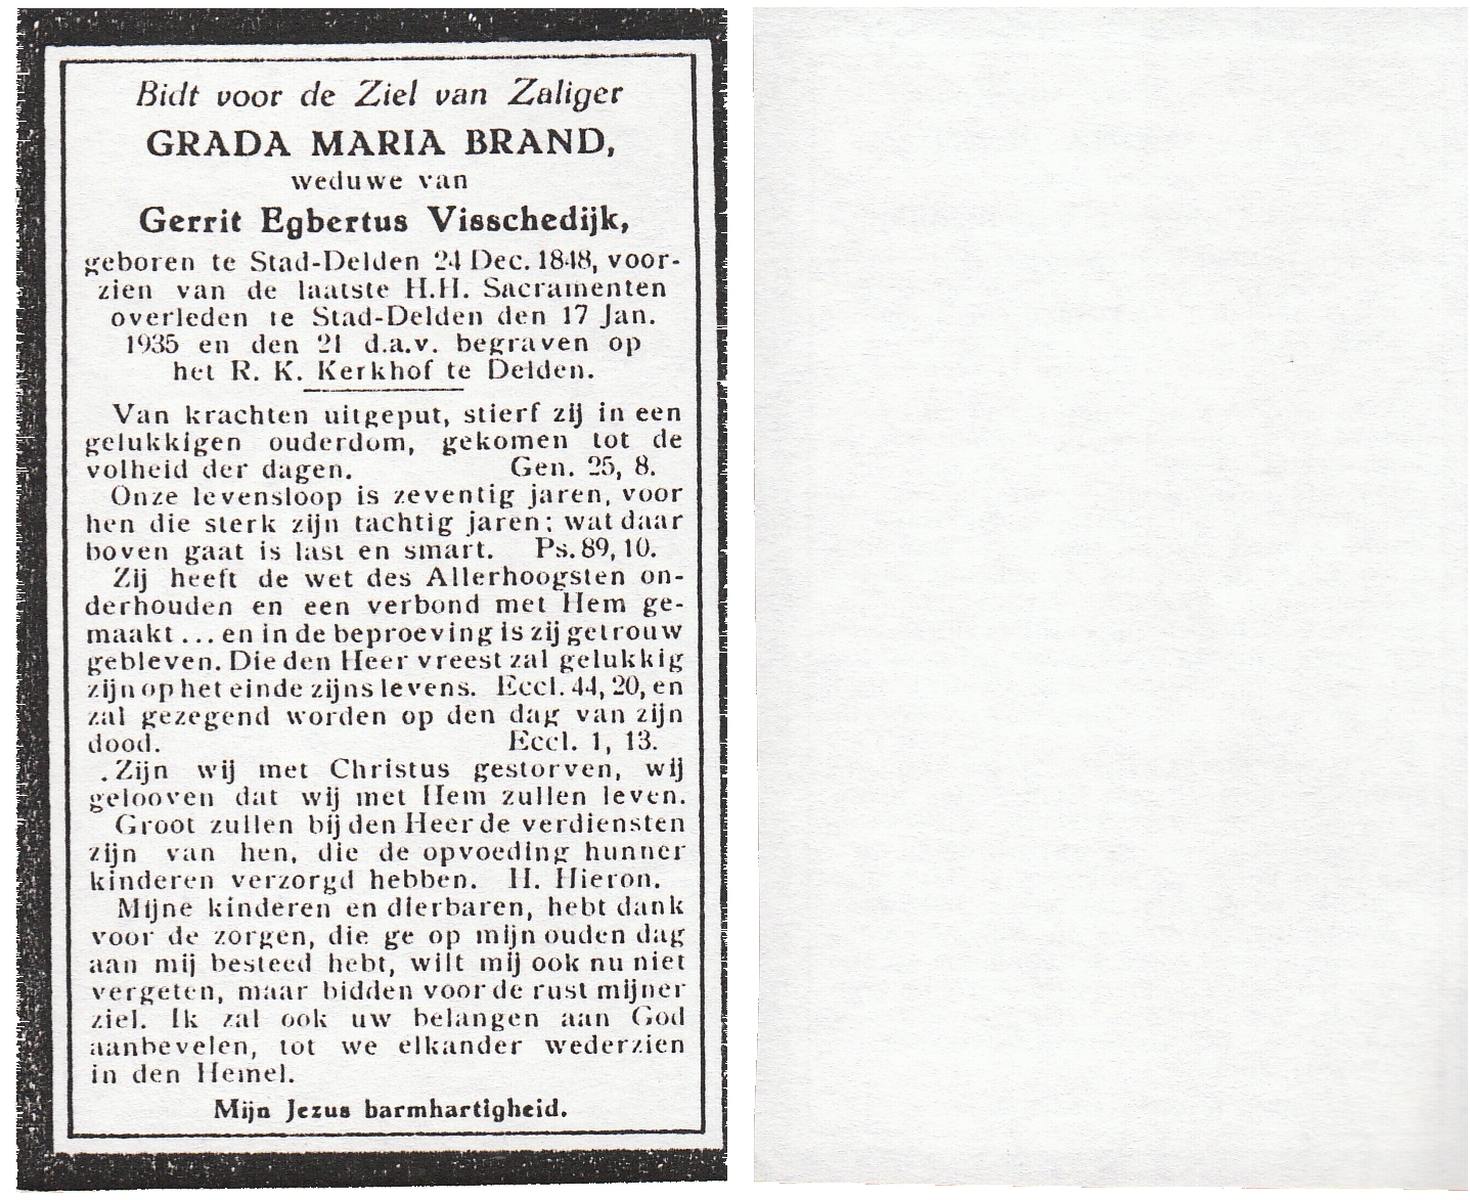 Bidt voor de Ziel van Zaliger
GRADA MARIA BRAND,
weduwe van
Gerrit Egbertus Visschedijk,
geboren te Stad-Delden 24 Dec. 1848, voor-
zien van de laatste H.H. Sacramenten
overleden te Stad-Delden den 17 Jan.
1935 en den 21 d.a.v. begraven op
het R. K. Kerkhof te Delden.
Van krachten uitgeput, stierf zij in een
gelukkigen ouderdom, gekomen tot de
volheid der dagen. Gen. 25, 8.
Onze levensloop is zeventig jaren, voor
hen die sterk zijn tachtig jaren; wat daar
boven gaat is last en smart. Ps. 89, 10.
Zij heeft de wet des Allerhoogsten on-
derhouden en een verbond met Hem ge-
maakt ... en in de beproeving is zij getrouw
gebleven. Die den Heer vreest zal gelukkig
zijn op het einde zijns levens. Eccl. 44, 20, en
zal gezegend worden op den dag van zijn
dood. Eccl. 1, 13.
Zijn wij met Christus gestorven, wij
gelooven dat wij met Hem zullen leven.
Groot zullen bij den Heer de verdiensten
zijn van hen, die de opvoeding hunner
kinderen verzorgd hebben. H. Hieron.
Mijne kinderen en dierbaren, hebt dank
voor de zorgen, die ge op mijn ouden dag
aan mij besteed hebt, wilt mij ook nu niet
vergeten, maar bidden voor de rust mijner
ziel. Ik zal ook uw belangen aan God
aanbevelen, tot we elkander wederzien
in den Hemel.
Mijn Jezus barmhartigheid.